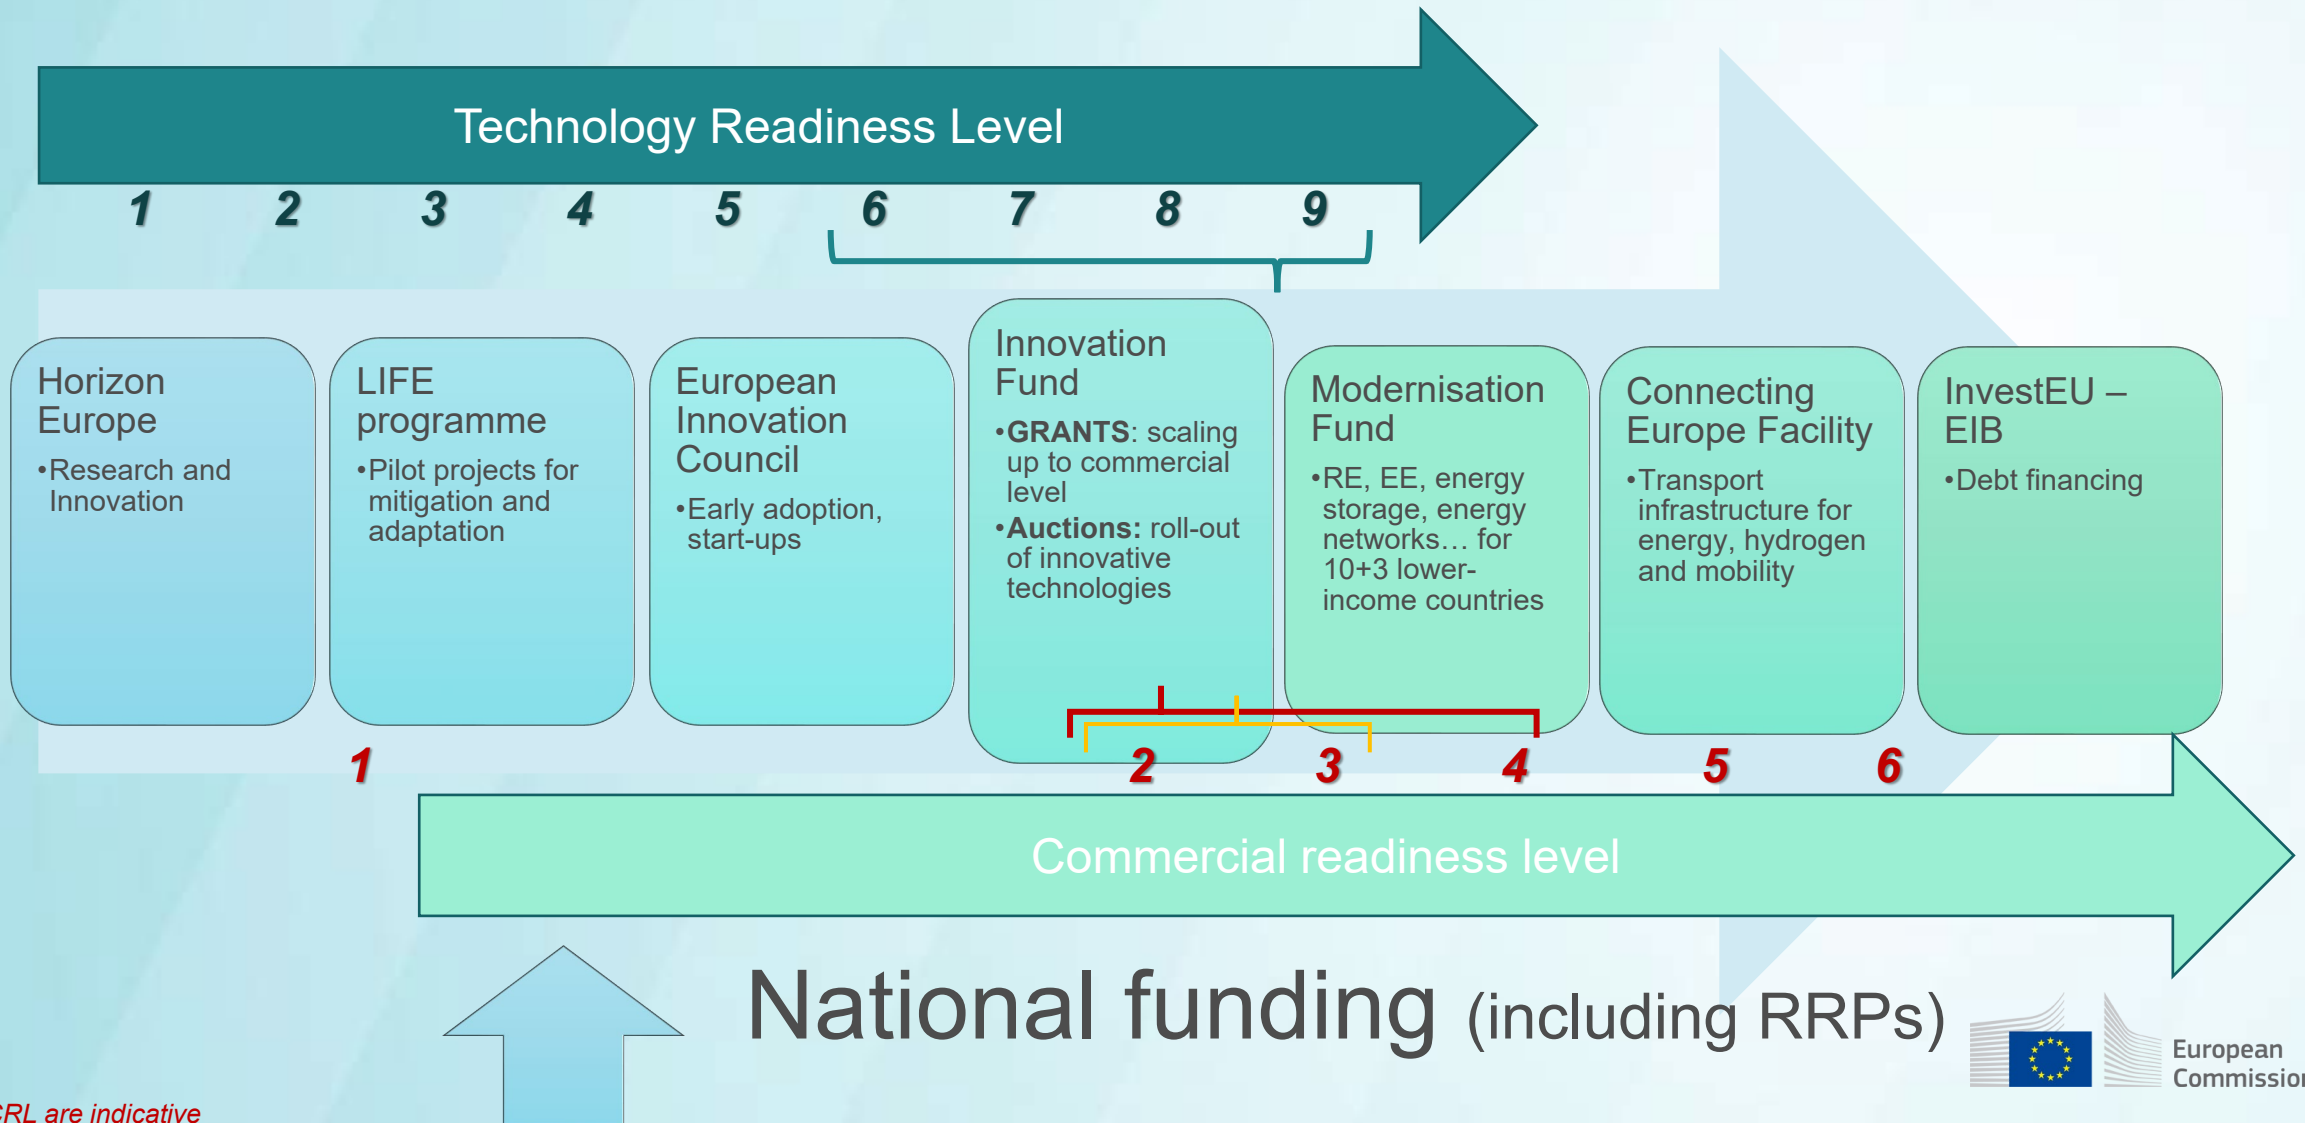 Technology Readiness Level
1 2 3 4 5 6 7 8 9
Horizon
Europe
•Research and
Innovation
LIFE
programme
•Pilot projects for
mitigation and
adaptation
European
Innovation
Council
•Early adoption,
start-ups
Innovation
Fund
•GRANTS: scaling
up to commercial
level
•Auctions: roll-out
of innovative
technologies
Modernisation
Fund
•RE, EE, energy
storage, energy
networks… for
10+3 lower-
income countries
Connecting
Europe Facility
•Transport
infrastructure for
energy, hydrogen
and mobility
InvestEU –
EIB
•Debt financing
1 2 3 4 5 6
Commercial readiness level
National funding (including RRPs)
European
Commission
CRL are indicative